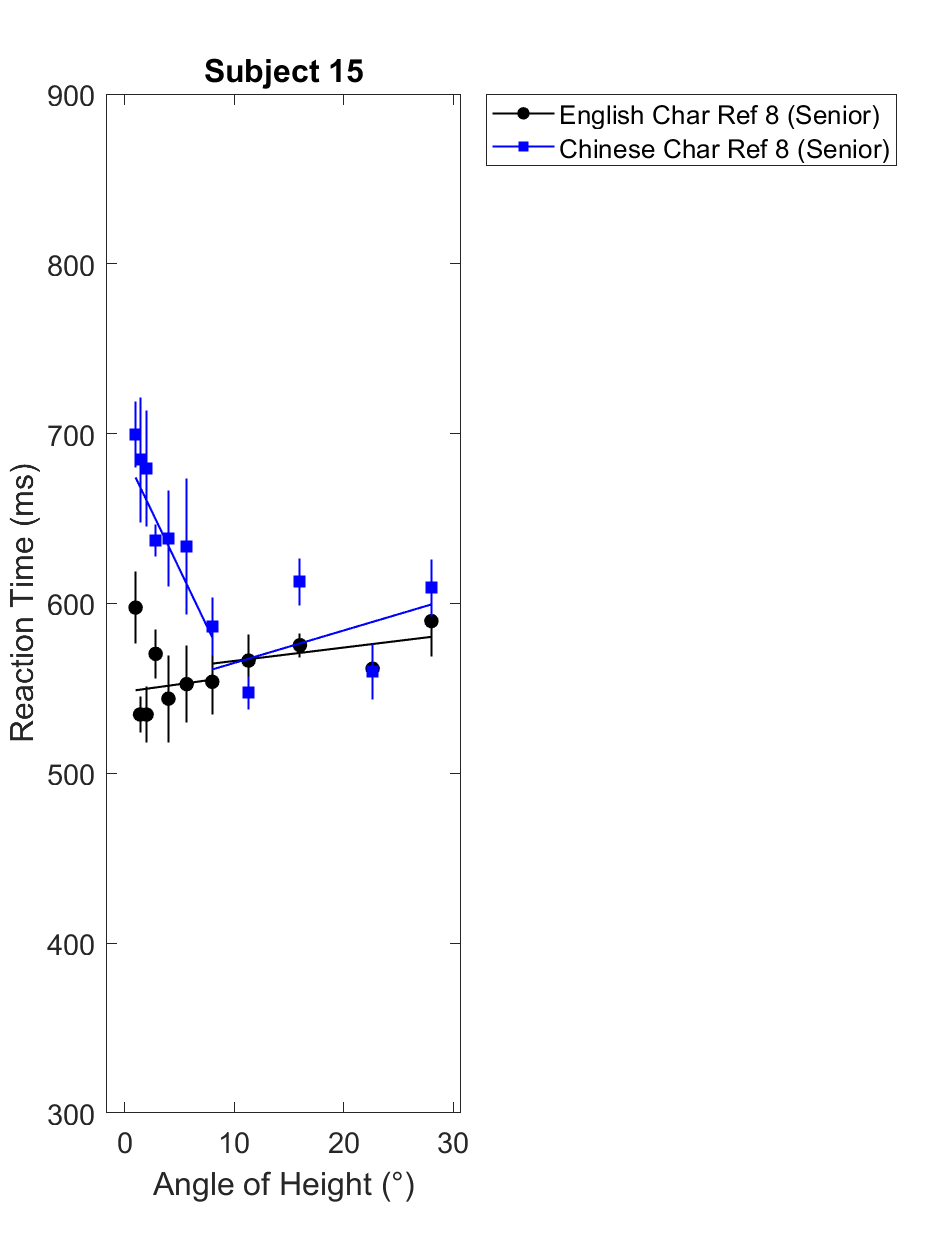 Subject 15
900
800
700
600
500
400
300
0 10 20 30
Reaction Time (ms)
Angle of Height (°)
English Char Ref 8 (Senior)
Chinese Char Ref 8 (Senior)